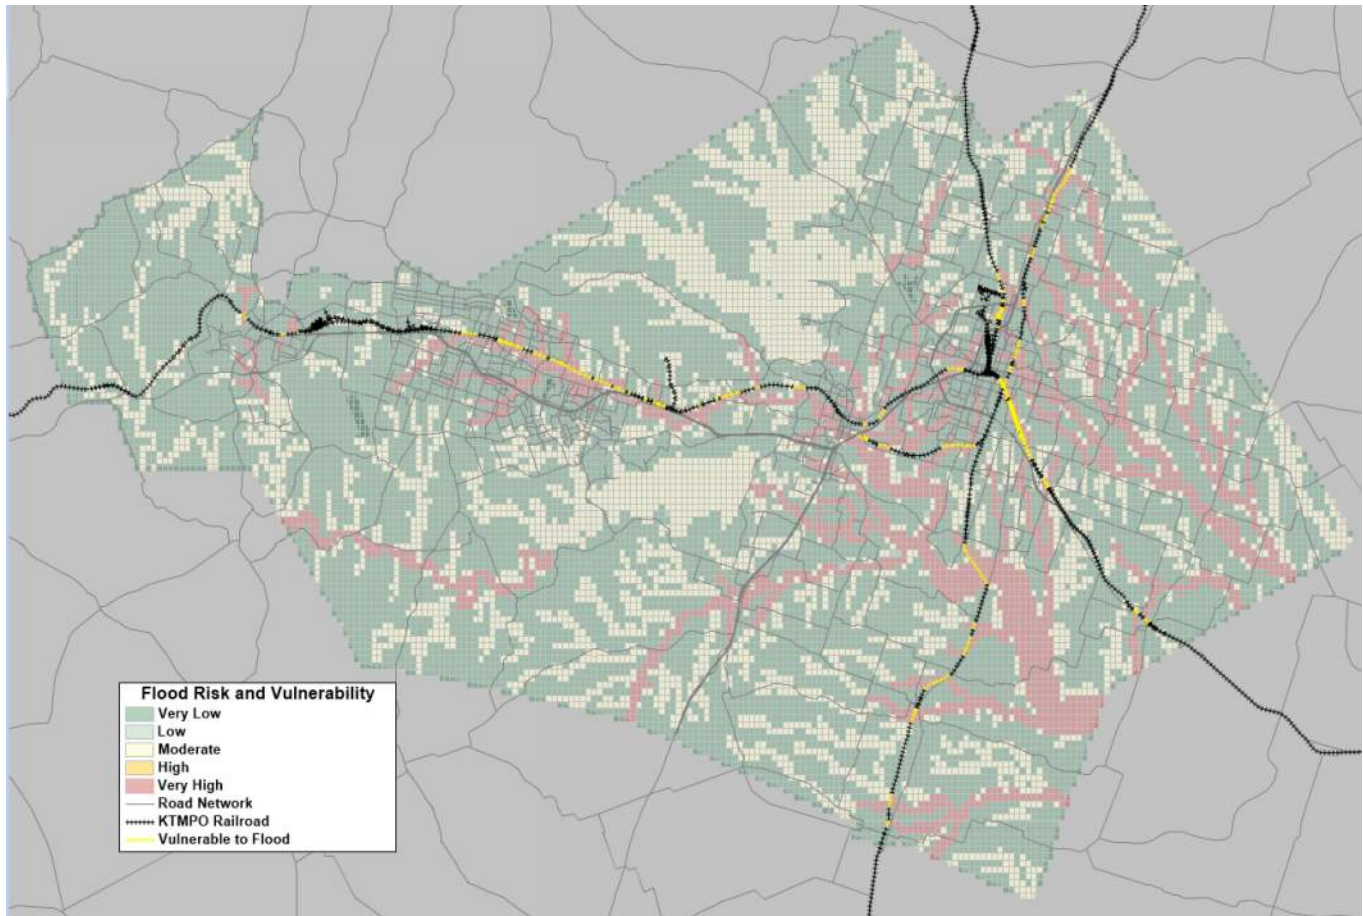 Flood Risk and Vulnerability
Very Low
Low
Moderate
High
Very High
Road Network
KTMPO Railroad
Vulnerable to Flood